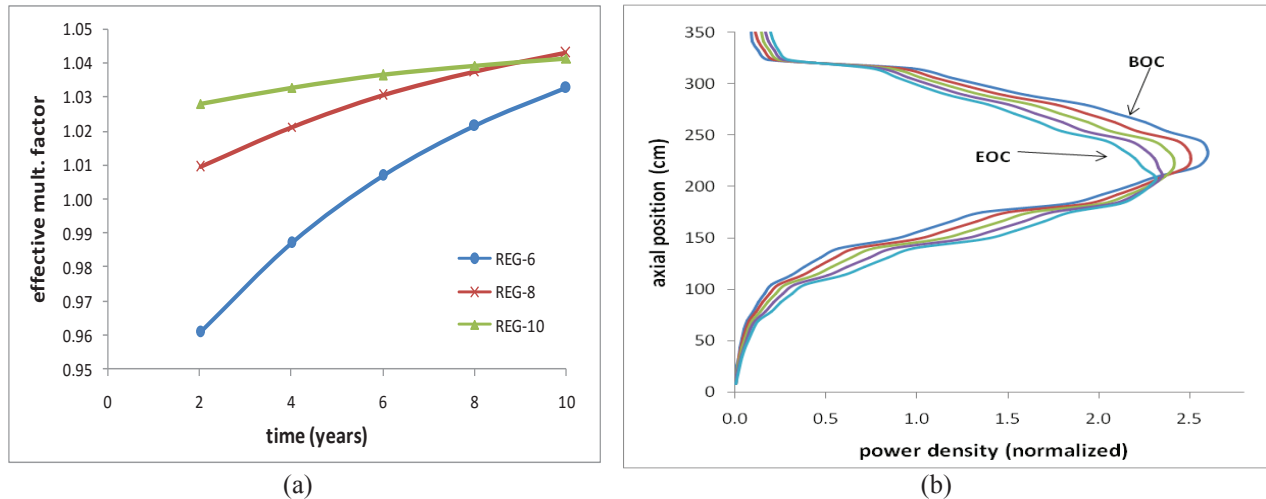 1.05
1.04
1.03
1.02
1.01
1.00
0.99
0.98
0.97
0.96
0.95
effective mult. factor
REG-6
REG-8
REG-10
0 2 4 6 8 10
time (years)
(a)
350
300
250
200
150
100
50
0
axial position (cm)
BOC
EOC
0.0 0.5 1.0 1.5 2.0 2.5
power density (normalized)
(b)